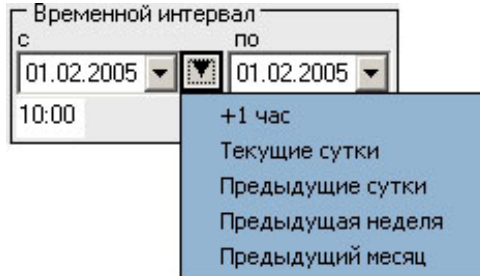 Временной интервал
с по
01.02.2005 01.02.2005
10:00
+1 час
Текущие сутки
Предыдущие сутки
Предыдущая неделя
Предыдущий месяц